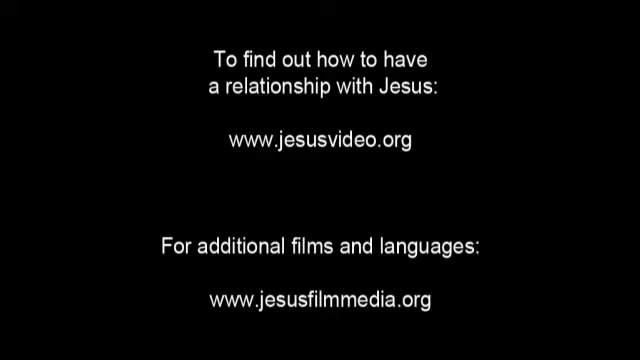 To find out how to have
a relationship with Jesus:
www.jesusvideo.org
For additional films and languages:
www.jesusfilmmedia.org